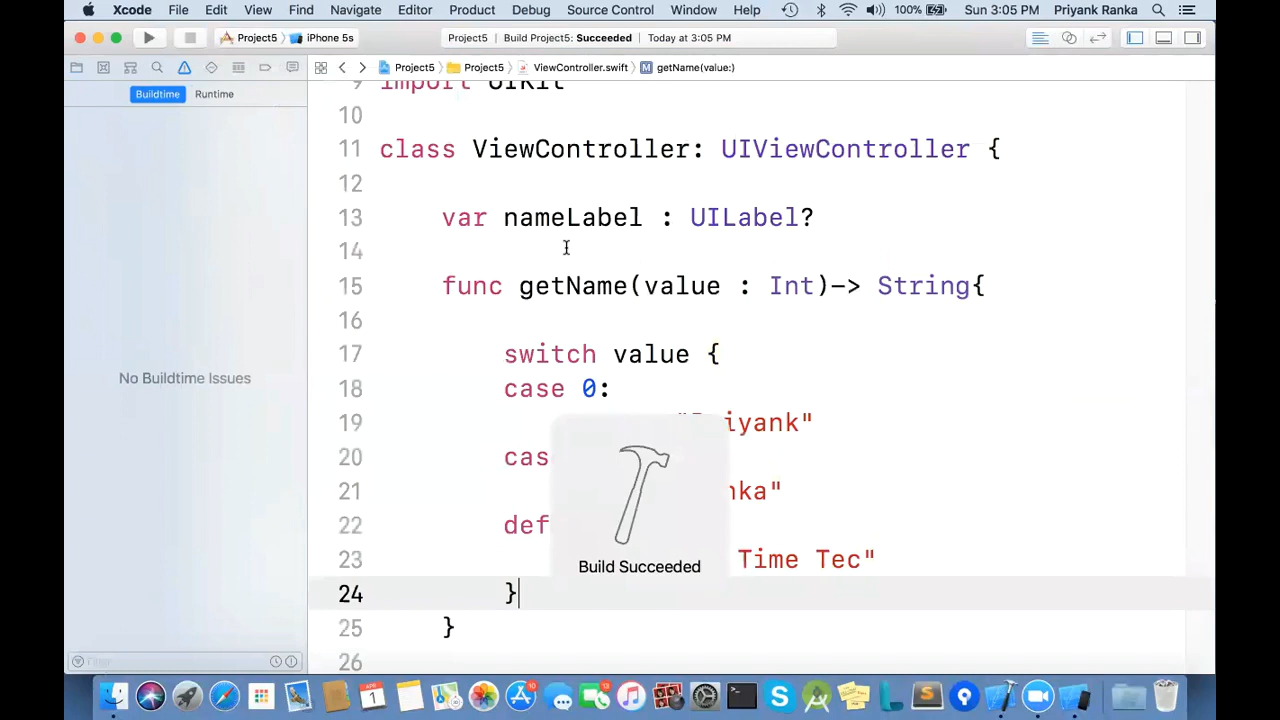 Xcode File Edit View Find Navigate Editor Product Debug Source Control Window Help 100% Sun 3:05 PM Priyank Ranka
Project5 iPhone 5s Project5 | Build Project5: Succeeded Today at 3:05 PM
Project5 Project5 ViewController.swift M getName(value:)
Buildtime Runtime
No Buildtime Issues
9 import UIKit
10
11 class ViewController: UIViewController {
12
13 var nameLabel : UILabel?
14
15 func getName(value : Int)-> String{
16
17 switch value {
18 case 0:
19 iyank"
20 cas
21 nka"
22 def
23 Time Tec"
24 }
25 }
26
Build Succeeded
Filter